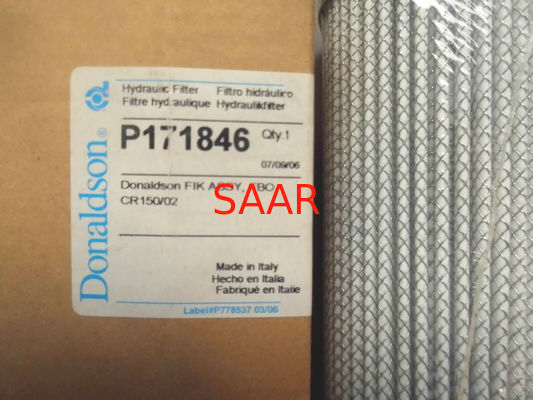 Donaldson®
Hydraulic Filter Filtro hidráulico
Filtre hydraulique Hydraulikfilter
P171846 Qty.1
07/09/06
Donaldson FIK ASSY,
CR150/02
SAAR
Made in Italy
Hecho en Italia
Fabriqué en Italie
Label#P778537 03/06